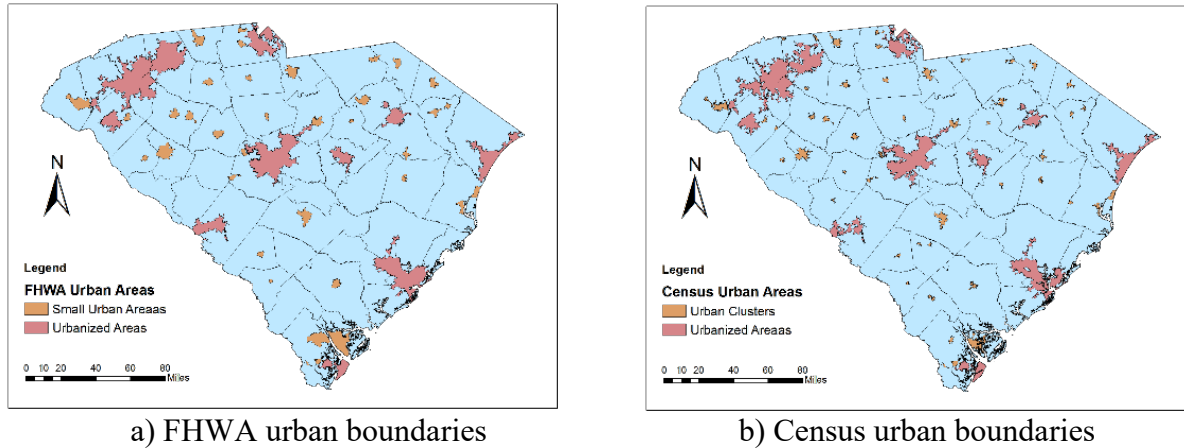 N
Legend
FHWA Urban Areas
Small Urban Areaas
Urbanized Areas
0 10 20 40 60 80
Miles
a) FHWA urban boundaries
N
Legend
Census Urban Areas
Urban Clusters
Urbanized Areaas
0 10 20 40 60 80
Miles
b) Census urban boundaries